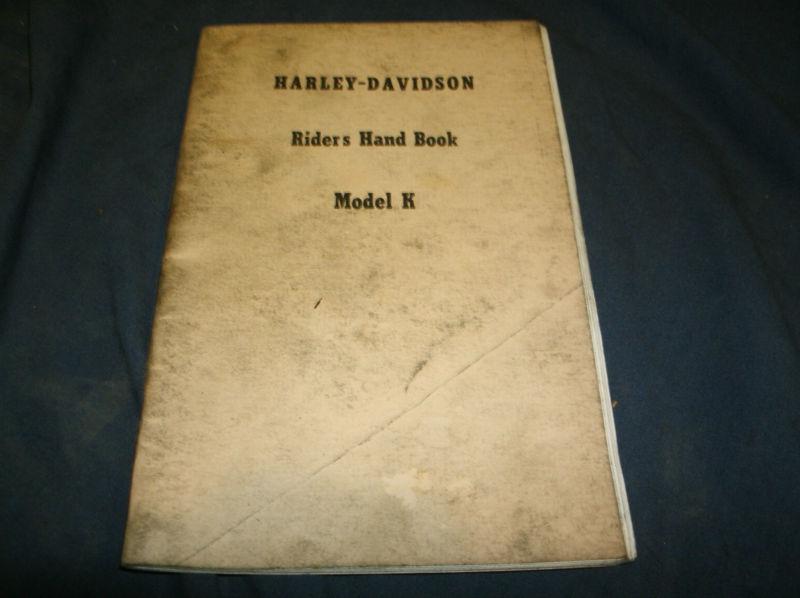 HARLEY-DAVIDSON
Riders Hand Book
Model K